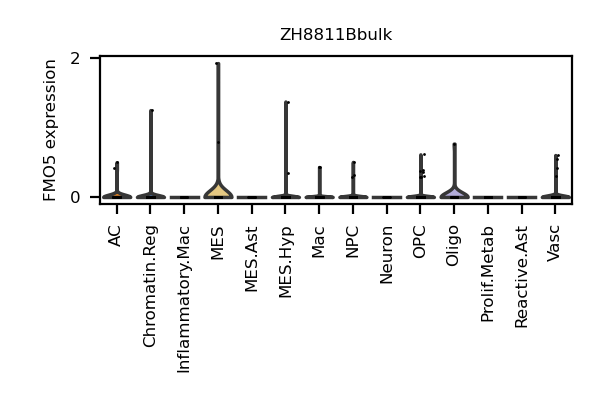 ZH8811Bbulk
FMO5 expression
2
0
AC
Chromatin.Reg
Inflammatory.Mac
MES
MES.Ast
MES.Hyp
Mac
NPC
Neuron
OPC
Oligo
Prolif.Metab
Reactive.Ast
Vasc